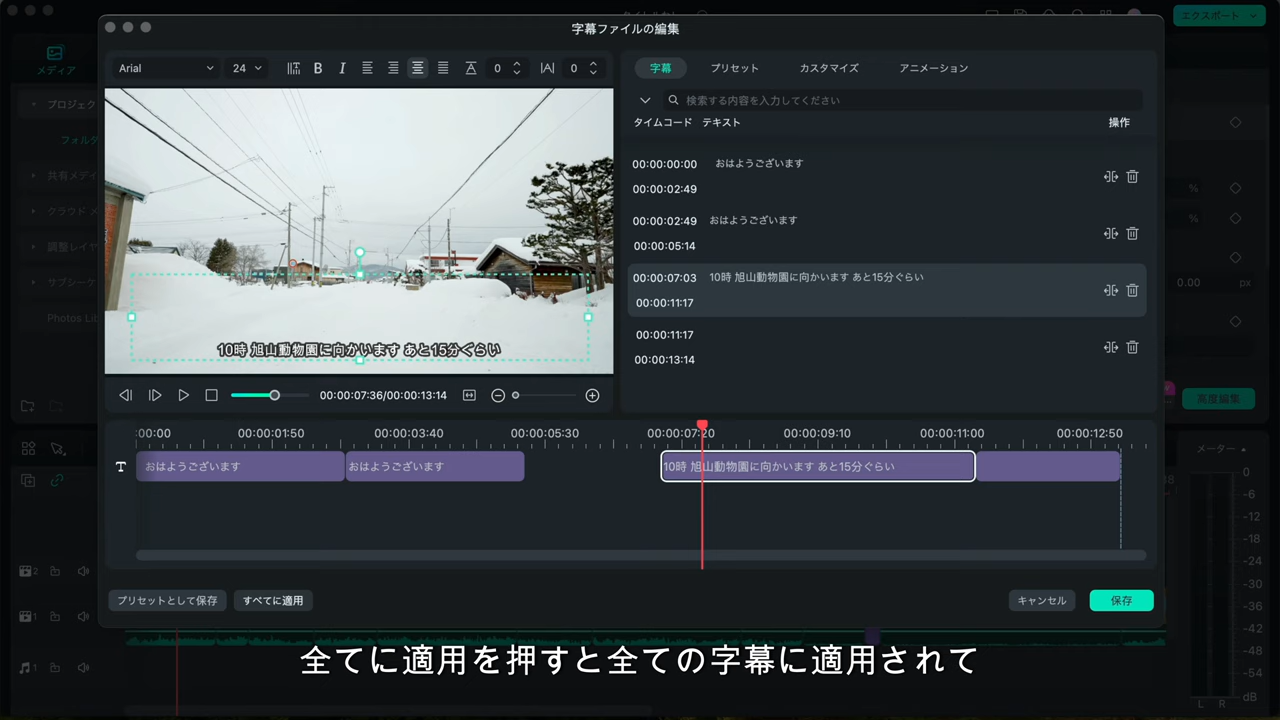 エクスポート
字幕ファイルの編集
メディア
Arial
24
B
I
0
0
字幕
プリセット
カスタマイズ
アニメーション
検索する内容を入力してください
タイムコード
テキスト
操作
00:00:00:00
おはようございます
00:00:02:49
00:00:02:49
おはようございます
00:00:05:14
00:00:07:03
10時 旭山動物園に向かいます あと15分ぐらい
00:00:11:17
00:00:11:17
00:00:13:14
プロジェク
フォルダ
共有メディ
クラウド メ
調整レイヤ
サブシーケ
Photos Lib
%
%
0.00
px
10時 旭山動物園に向かいます あと15分ぐらい
00:00:07:36/00:00:13:14
高度編集
:00:00
00:00:01:50
00:00:03:40
00:00:05:30
00:00:07:20
00:00:09:10
00:00:11:00
00:00:12:50
T
おはようございます
おはようございます
10時 旭山動物園に向かいます あと15分ぐらい
メーター
0
-6
-12
-18
-24
-30
-36
-42
-48
-54
dB
L
R
2
1
1
プリセットとして保存
すべてに適用
キャンセル
保存
全てに適用を押すと全ての字幕に適用されて